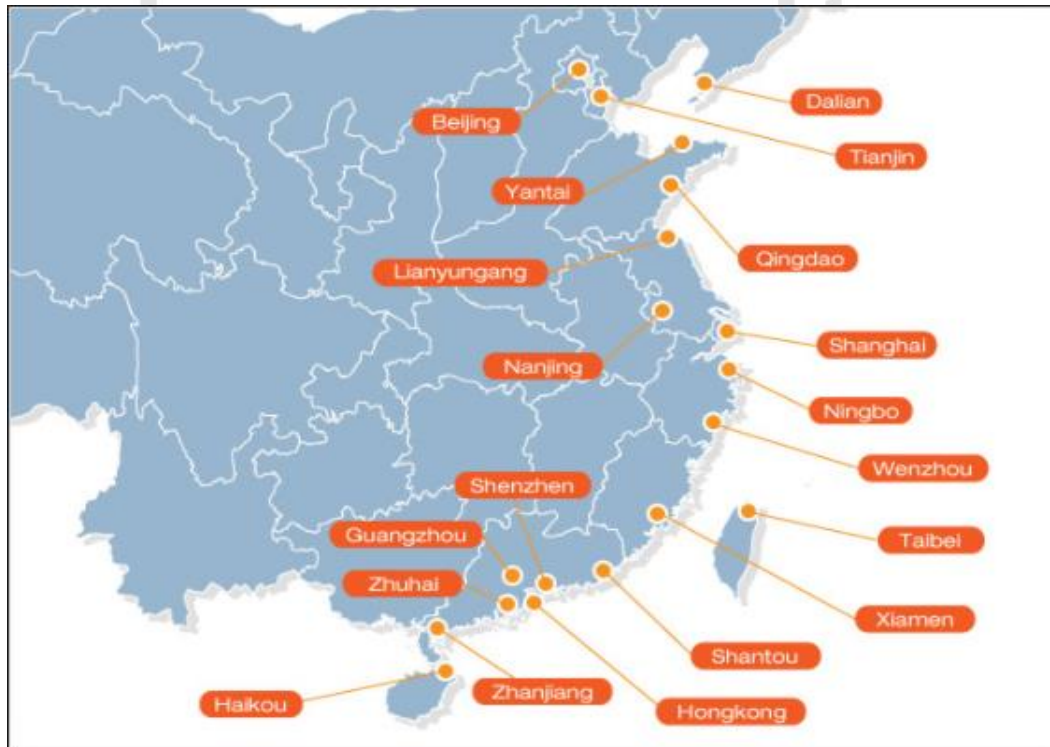 Dalian
Beijing
Tianjin
Yantai
Qingdao
Lianyungang
Shanghai
Nanjing
Ningbo
Wenzhou
Shenzhen
Guangzhou
Taibei
Zhuhai
Xiamen
Shantou
Zhanjiang
Haikou
Hongkong